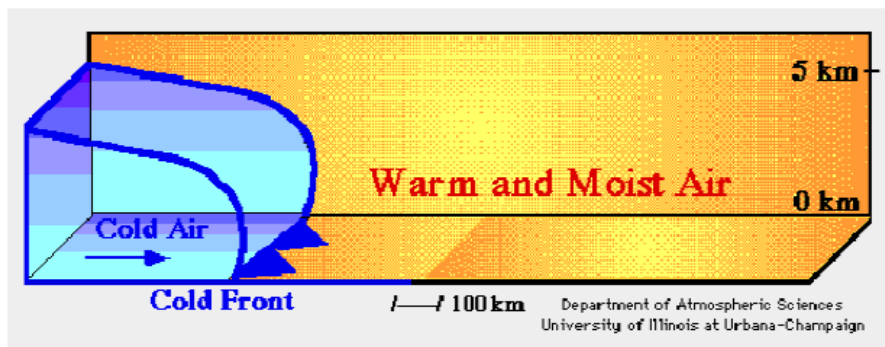 5 km
Warm and Moist Air
0 km
Cold Air
Cold Front
100 km
Department of Atmospheric Sciences
University of Illinois at Urbana-Champaign